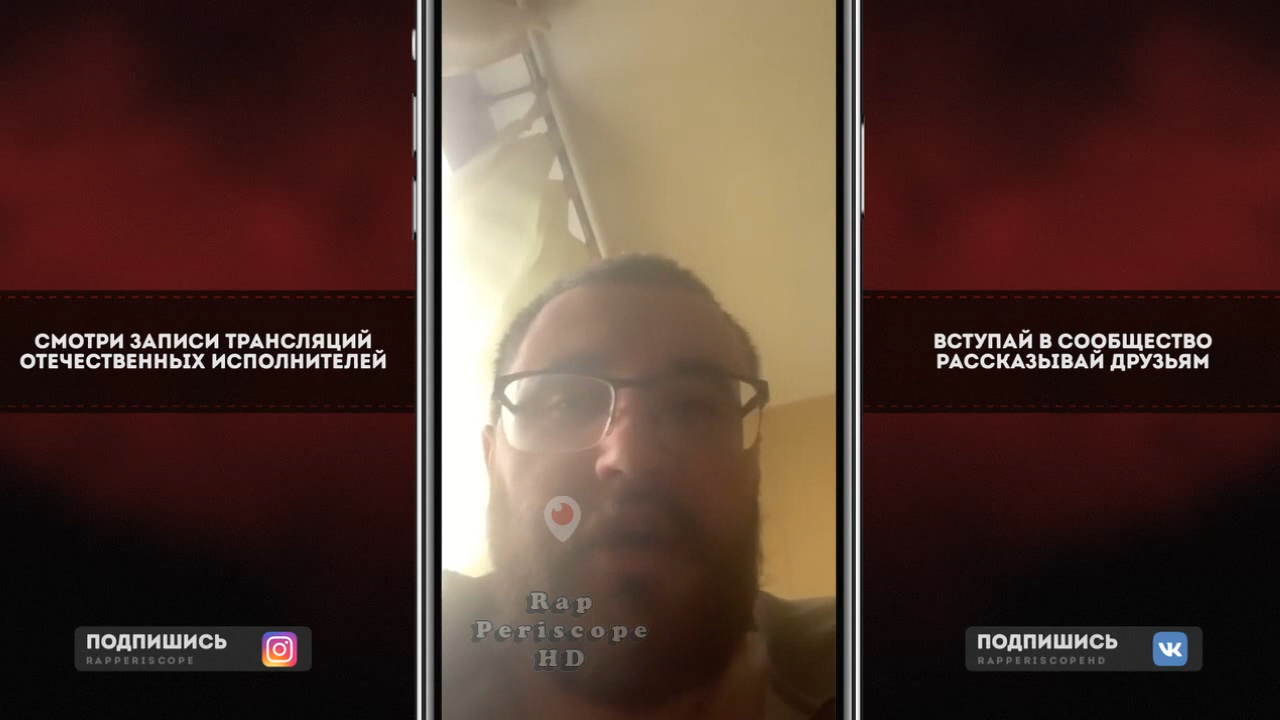 СМОТРИ ЗАПИСИ ТРАНСЛЯЦИЙ
ОТЕЧЕСТВЕННЫХ ИСПОЛНИТЕЛЕЙ
ВСТУПАЙ В СООБЩЕСТВО
РАССКАЗЫВАЙ ДРУЗЬЯМ
Rap
Periscope
HD
ПОДПИШИСЬ
RAPPERISCOPE
ПОДПИШИСЬ
RAPPERISCOPEHD